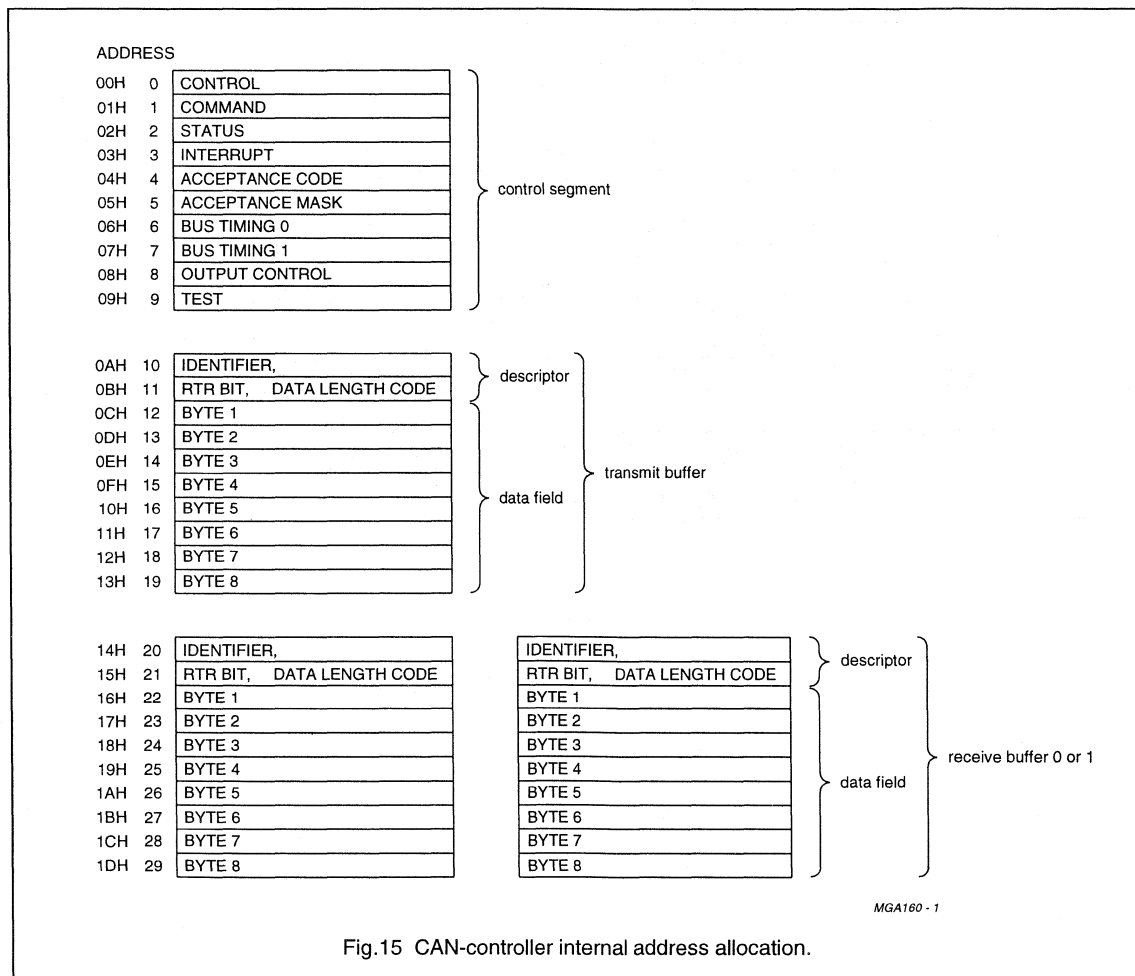 ADDRESS
00H 0 CONTROL
01H 1 COMMAND
02H 2 STATUS
03H 3 INTERRUPT
04H 4 ACCEPTANCE CODE
05H 5 ACCEPTANCE MASK
06H 6 BUS TIMING 0
07H 7 BUS TIMING 1
08H 8 OUTPUT CONTROL
09H 9 TEST
control segment
0AH 10 IDENTIFIER,
0BH 11 RTR BIT, DATA LENGTH CODE
0CH 12 BYTE 1
0DH 13 BYTE 2
0EH 14 BYTE 3
0FH 15 BYTE 4
10H 16 BYTE 5
11H 17 BYTE 6
12H 18 BYTE 7
13H 19 BYTE 8
descriptor
data field
transmit buffer
14H 20 IDENTIFIER, IDENTIFIER,
15H 21 RTR BIT, DATA LENGTH CODE RTR BIT, DATA LENGTH CODE
16H 22 BYTE 1 BYTE 1
17H 23 BYTE 2 BYTE 2
18H 24 BYTE 3 BYTE 3
19H 25 BYTE 4 BYTE 4
1AH 26 BYTE 5 BYTE 5
1BH 27 BYTE 6 BYTE 6
1CH 28 BYTE 7 BYTE 7
1DH 29 BYTE 8 BYTE 8
descriptor
data field
receive buffer 0 or 1
MGA160 - 1
Fig.15 CAN-controller internal address allocation.